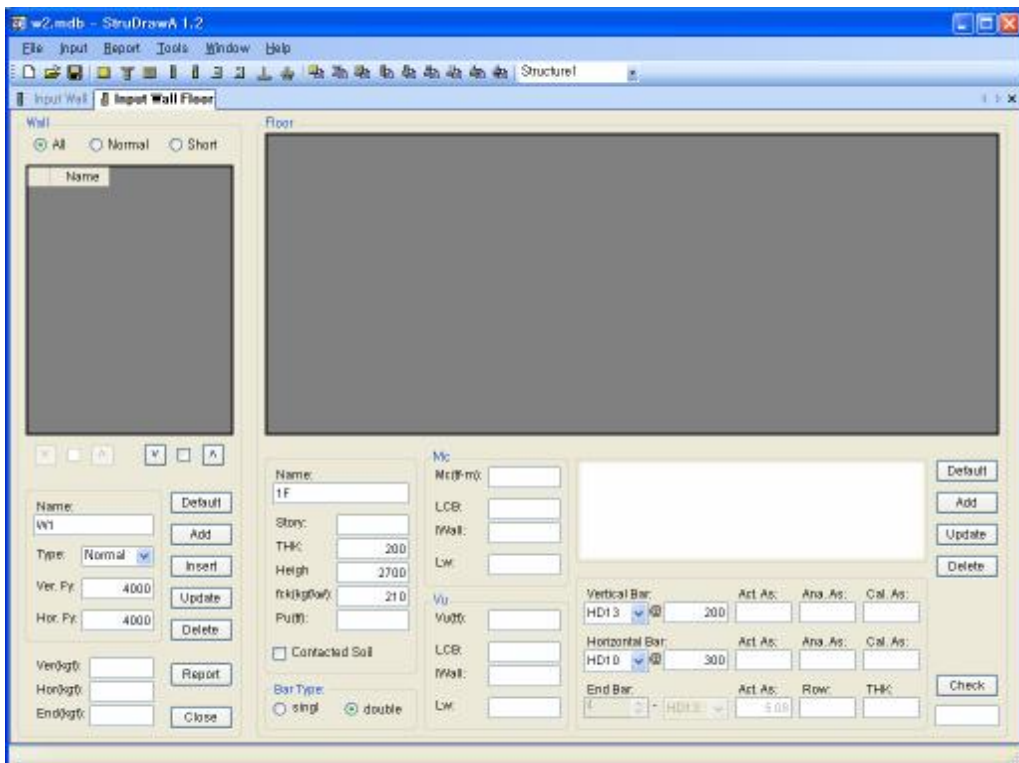 w2.mdb - StruDrawA 1.2
File Input Report Tools Window Help
Structure1
Input Wall Input Wall Floor
Wall
All Normal Short
Name
Floor
Name:
W1
Type: Normal
Ver. Fy: 4000
Hor. Fy: 4000
Ver(kgf):
Hor(kgf):
End(kgf):
Default
Add
Insert
Update
Delete
Report
Close
Name:
1F
Story:
THK: 200
Heigh 2700
210
Pu(tf):
Contacted Soil
Bar Type:
singl double
Mc
Mc(tf-m):
LCB:
IWall:
Lw:
Vu
Vu(tf):
LCB:
IWall:
Lw:
Default
Add
Update
Delete
Vertical Bar: Act. As: Ana. As: Cal. As:
HD13 @ 200
Horizontal Bar: Act. As: Ana. As: Cal. As:
HD10 @ 300
End Bar: Act. As: Row: THK:
4 - HD13 5.08
Check